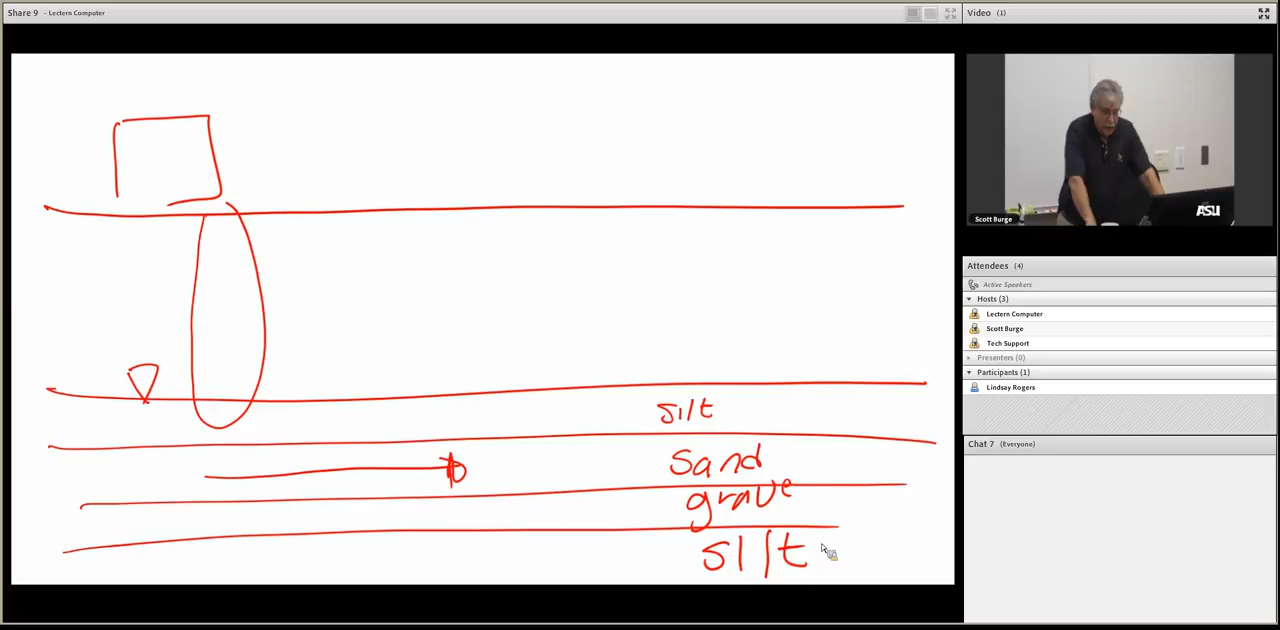 Share 9 - Lectern Computer
silt
Sand
grave
silt
Video (1)
ASU
Scott Burge
Attendees (4)
Active Speakers
Hosts (3)
Lectern Computer
Scott Burge
Tech Support
Presenters (0)
Participants (1)
Lindsay Rogers
Chat 7 (Everyone)